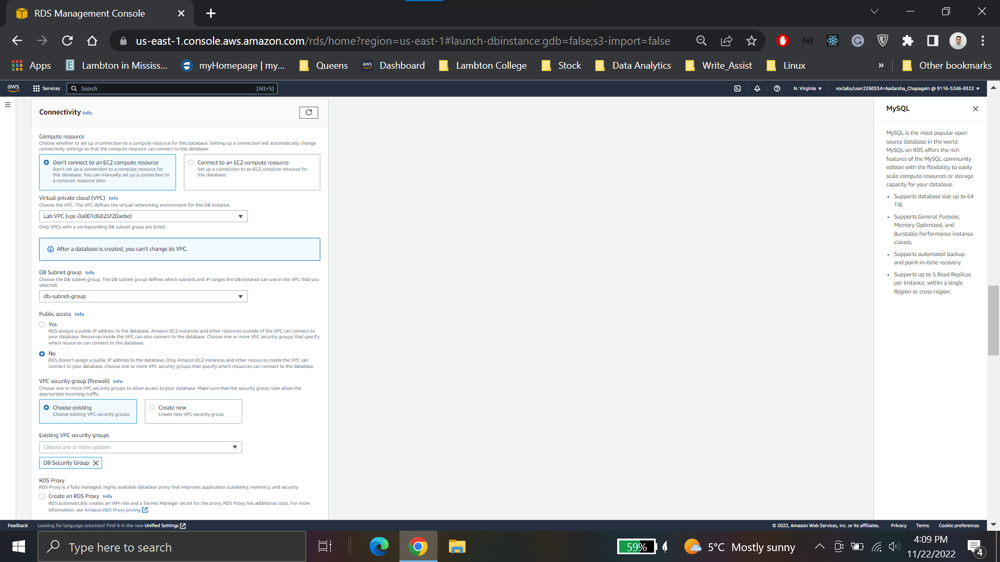 RDS Management Console
us-east-1.console.aws.amazon.com/rds/home?region=us-east-1#launch-dbinstance:gdb=false;s3-import=false
Apps
Lambton in Mississ...
myHomepage | my...
Queens
aws
Dashboard
Lambton College
Stock
Data Analytics
Write_Assist
Linux
»
Other bookmarks
aws
Services
Search
[Alt+S]
N. Virginia
voclabs/user2260334=Aadarsha_Chapagain @ 9116-5246-9322
Connectivity Info
Compute resource
Choose whether to set up a connection to a compute resource for this database. Setting up a connection will automatically change
connectivity settings so that the compute resource can connect to this database.
Don't connect to an EC2 compute resource
Don't set up a connection to a compute resource for
this database. You can manually set up a connection to
a compute resource later.
Connect to an EC2 compute resource
Set up a connection to an EC2 compute resource for
this database.
Virtual private cloud (VPC) Info
Choose the VPC. The VPC defines the virtual networking environment for this DB instance.
Lab VPC (vpc-0a001d6825f20aebe)
Only VPCs with a corresponding DB subnet group are listed.
After a database is created, you can't change its VPC.
DB Subnet group Info
Choose the DB subnet group. The DB subnet group defines which subnets and IP ranges the DB instance can use in the VPC that you
selected.
db-subnet-group
Public access Info
Yes
RDS assigns a public IP address to the database. Amazon EC2 instances and other resources outside of the VPC can connect to
your database. Resources inside the VPC can also connect to the database. Choose one or more VPC security groups that specify
which resources can connect to the database.
No
RDS doesn't assign a public IP address to the database. Only Amazon EC2 instances and other resources inside the VPC can
connect to your database. Choose one or more VPC security groups that specify which resources can connect to the database.
VPC security group (firewall) Info
Choose one or more VPC security groups to allow access to your database. Make sure that the security group rules allow the
appropriate incoming traffic.
Choose existing
Choose existing VPC security groups
Create new
Create new VPC security group
Existing VPC security groups
Choose one or more options
DB Security Group
RDS Proxy
RDS Proxy is a fully managed, highly available database proxy that improves application scalability, resiliency, and security.
Create an RDS Proxy Info
RDS automatically creates an IAM role and a Secrets Manager secret for the proxy. RDS Proxy has additional costs. For more
information, see Amazon RDS Proxy pricing.
MySQL
MySQL is the most popular open
source database in the world.
MySQL on RDS offers the rich
features of the MySQL community
edition with the flexibility to easily
scale compute resources or storage
capacity for your database.
• Supports database size up to 64
TiB.
• Supports General Purpose,
Memory Optimized, and
Burstable Performance instance
classes.
• Supports automated backup
and point-in-time recovery.
• Supports up to 5 Read Replicas
per instance, within a single
Region or cross-region.
Feedback
Looking for language selection? Find it in the new Unified Settings
© 2022, Amazon Web Services, Inc. or its affiliates.
Privacy
Terms
Cookie preferences
Type here to search
59%
5°C Mostly sunny
4:09 PM
11/22/2022
4